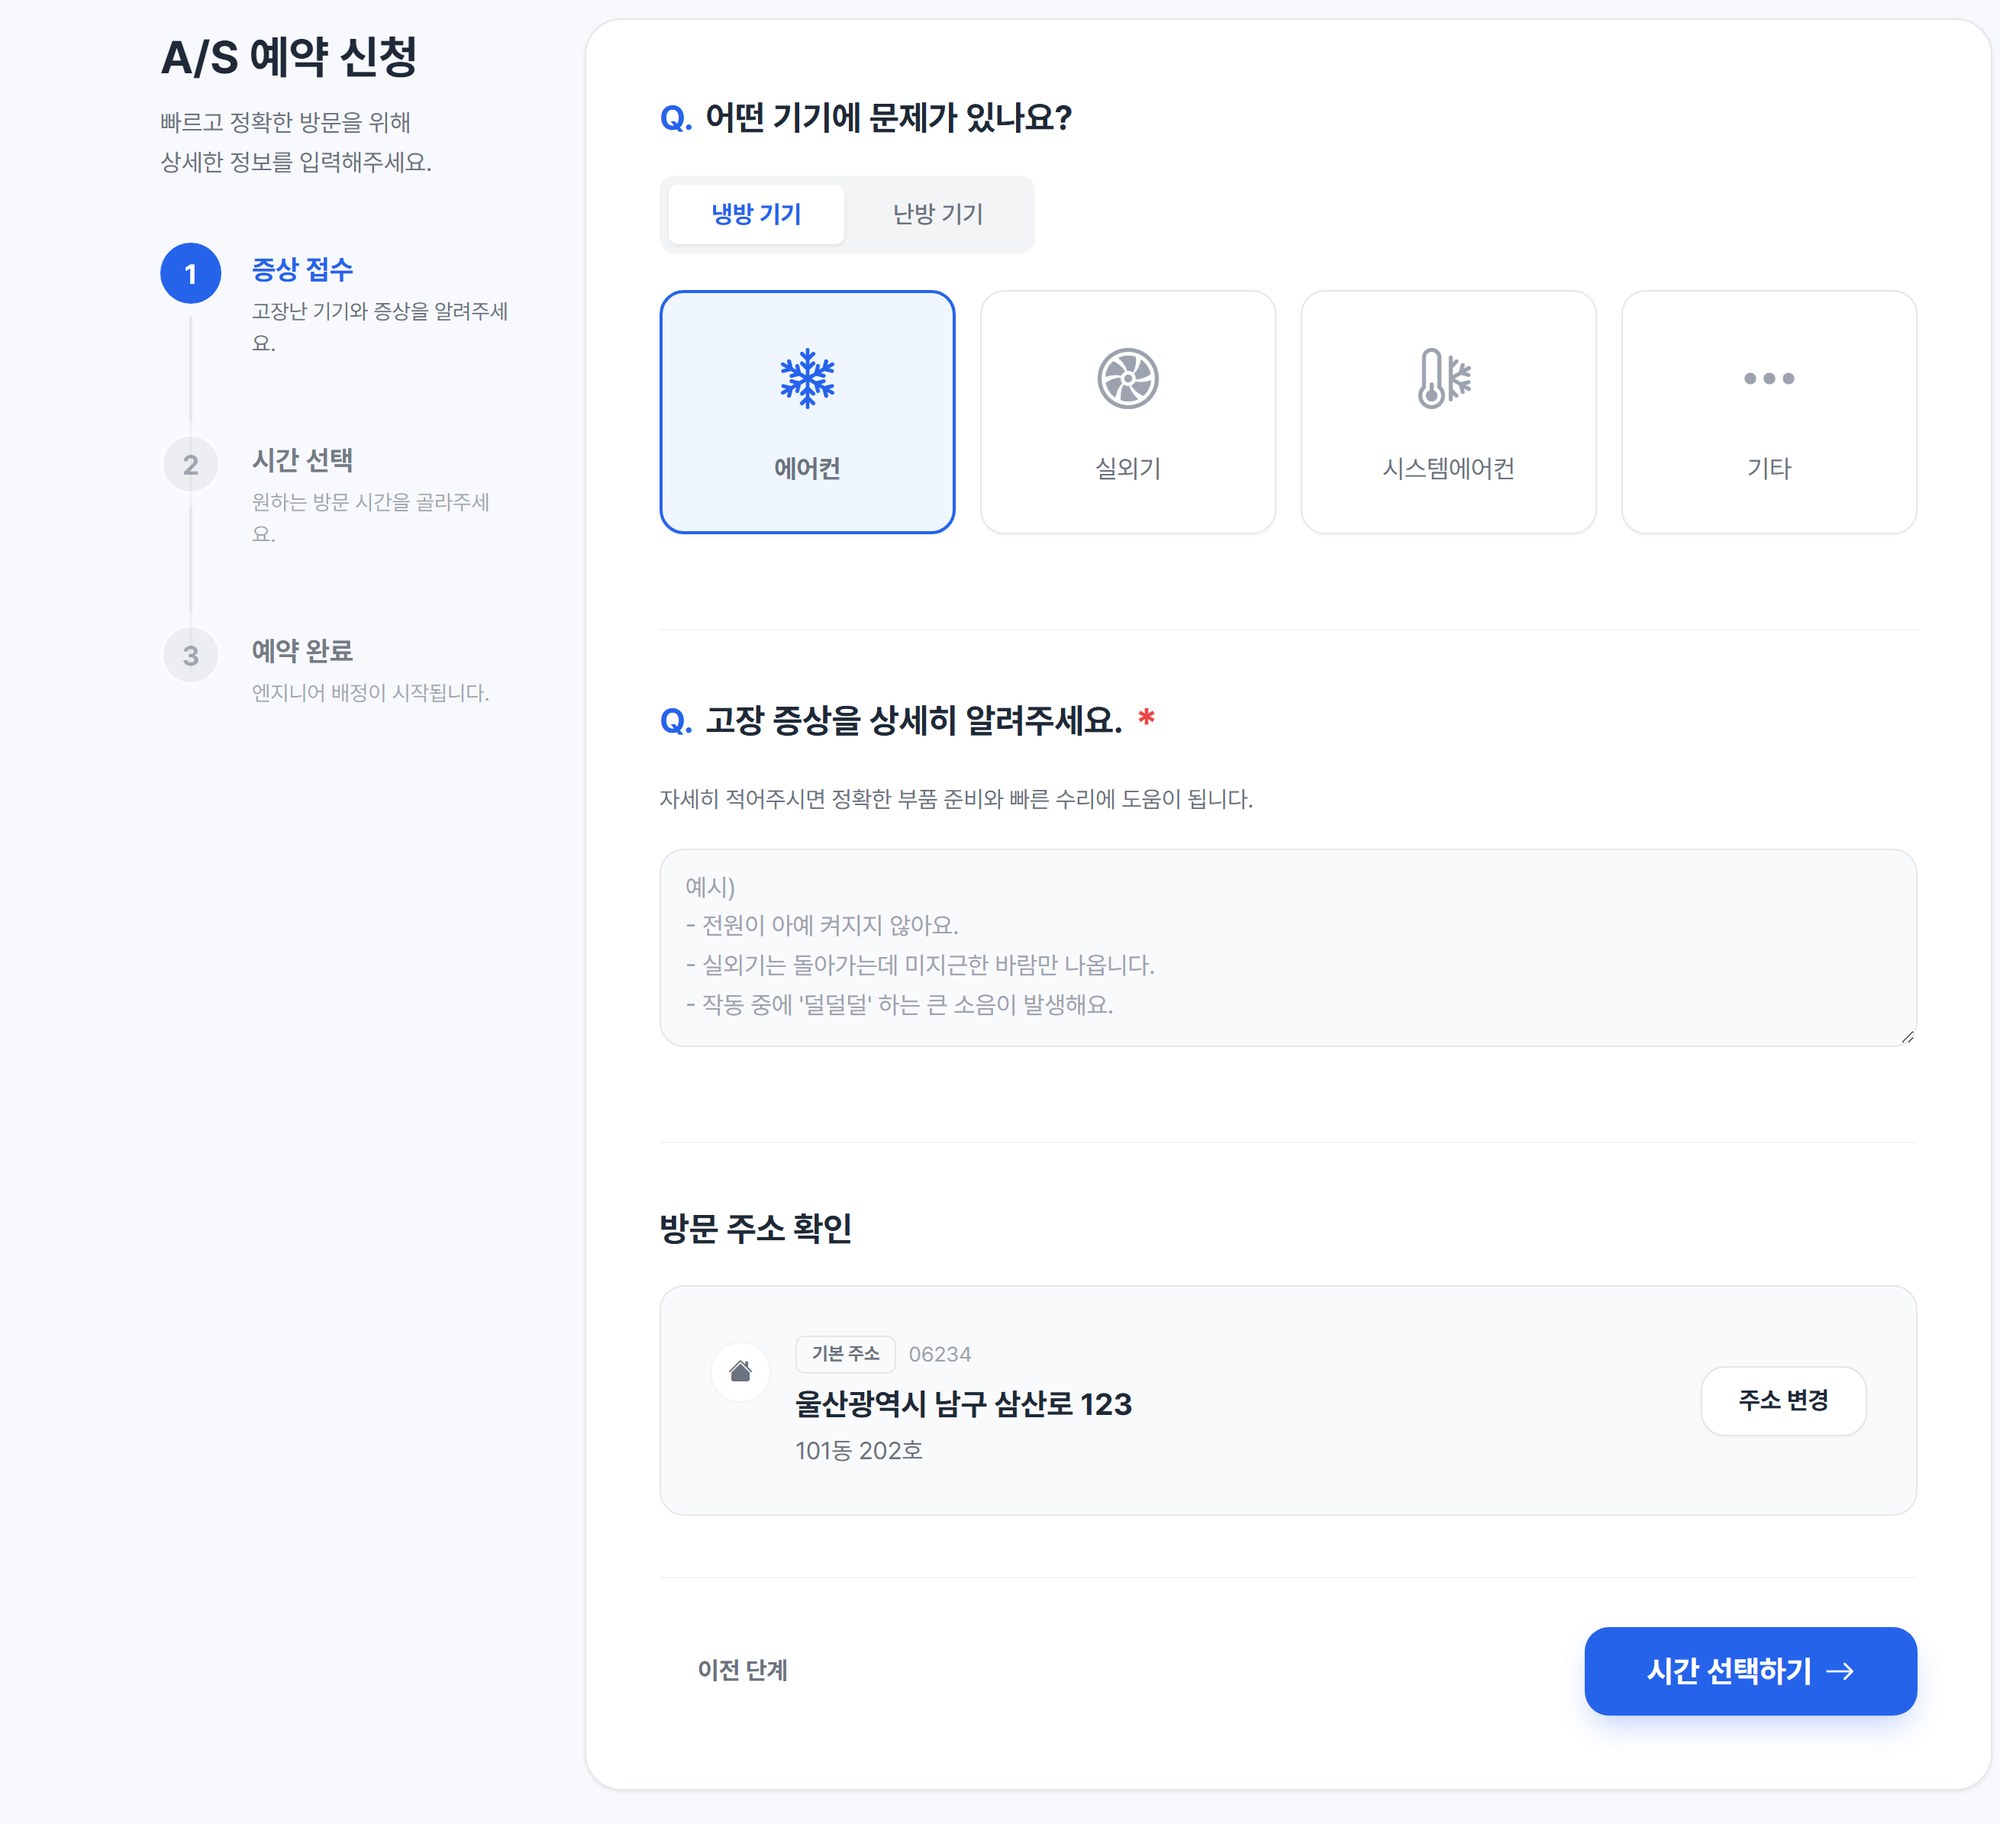 A/S 예약 신청
빠르고 정확한 방문을 위해
상세한 정보를 입력해주세요.
1
증상 접수
고장난 기기와 증상을 알려주세
요.
2
시간 선택
원하는 방문 시간을 골라주세
요.
3
예약 완료
엔지니어 배정이 시작됩니다.
Q. 어떤 기기에 문제가 있나요?
냉방 기기
난방 기기
에어컨
실외기
시스템에어컨
기타
Q. 고장 증상을 상세히 알려주세요. *
자세히 적어주시면 정확한 부품 준비와 빠른 수리에 도움이 됩니다.
예시)
- 전원이 아예 켜지지 않아요.
- 실외기는 돌아가는데 미지근한 바람만 나옵니다.
- 작동 중에 '덜덜덜' 하는 큰 소음이 발생해요.
방문 주소 확인
기본 주소 06234
울산광역시 남구 삼산로 123
101동 202호
주소 변경
이전 단계
시간 선택하기 →